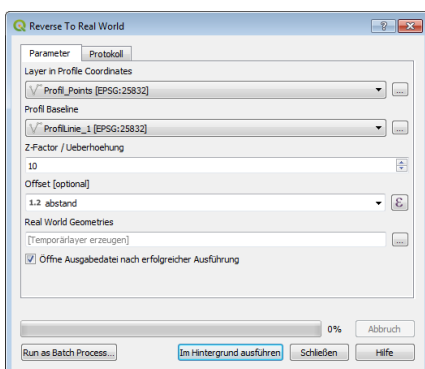 Reverse To Real World
Parameter Protokoll
Layer in Profile Coordinates
Profil_Points [EPSG:25832]
...
Profil Baseline
ProfilLinie_1 [EPSG:25832]
...
Z-Factor / Ueberhoehung
10
Offset [optional]
1.2 abstand
ε
Real World Geometries
[Temporärlayer erzeugen]
...
Öffne Ausgabedatei nach erfolgreicher Ausführung
0% Abbruch
Run as Batch Process... Im Hintergrund ausführen Schließen Hilfe